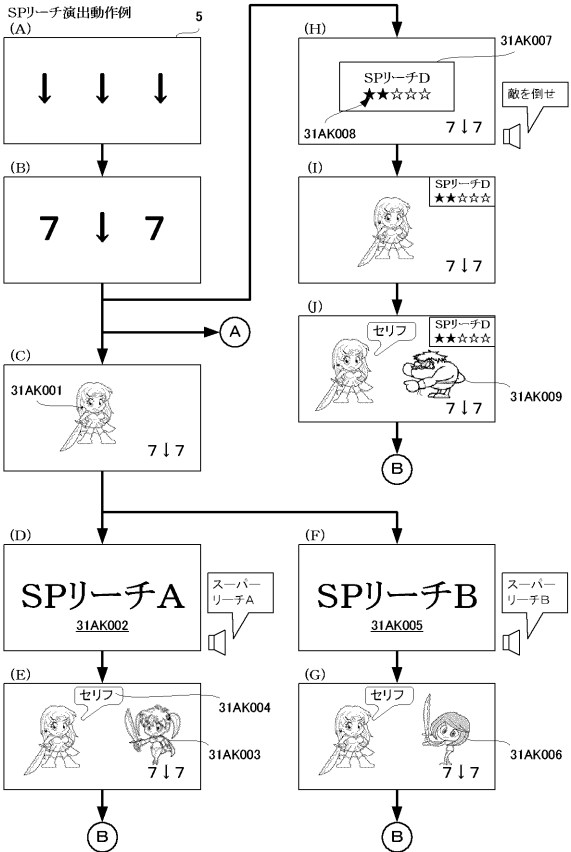 SPリーチ演出動作例
5
(A)
↓ ↓ ↓
(B)
7 ↓ 7
A
(C)
31AK001
7↓7
(D)
SPリーチA
31AK002
スーパー
リーチA
(E)
セリフ
31AK004
31AK003
7↓7
B
(F)
SPリーチB
31AK005
スーパー
リーチB
(G)
セリフ
31AK006
7↓7
B
(H)
31AK007
SPリーチD
★★☆☆☆
31AK008
7↓7
敵を倒せ
(I)
SPリーチD
★★☆☆☆
7↓7
(J)
セリフ
SPリーチD
★★☆☆☆
31AK009
7↓7
B